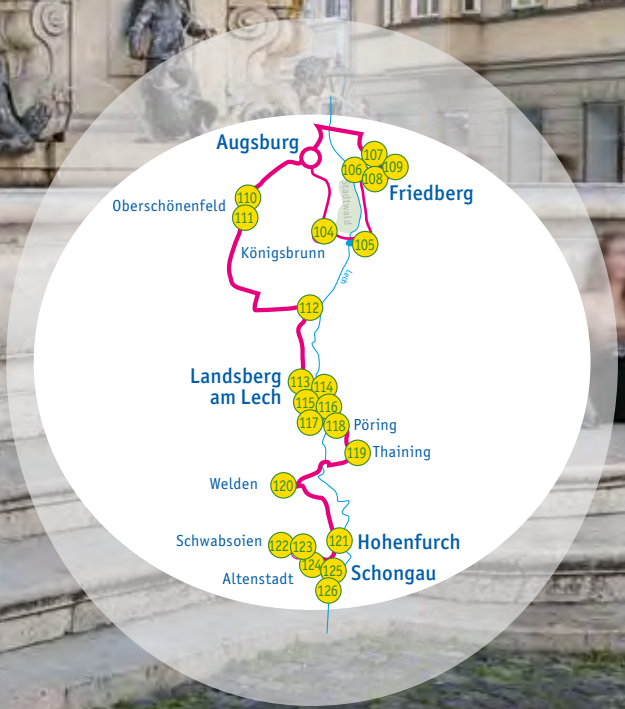 Augsburg
107
106
109
108
Friedberg
Stadtwald
110
Oberschönenfeld
111
104
105
Königsbrunn
Lech
112
Landsberg
am Lech
113
114
115
116
117
118
Pöring
119
Thaining
Welden
120
121
Hohenfurch
Schwabsoien
122
123
124
Altenstadt
125
Schongau
126